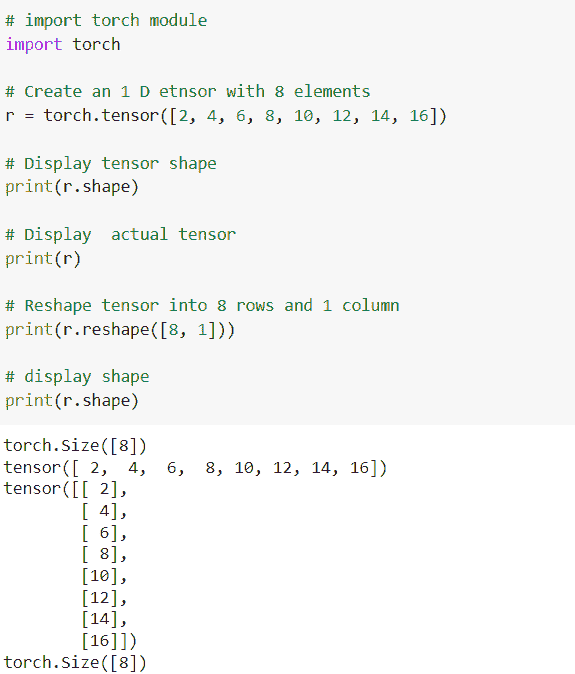 # import torch module
import torch
# Create an 1 D etnsor with 8 elements
r = torch.tensor([2, 4, 6, 8, 10, 12, 14, 16])
# Display tensor shape
print(r.shape)
# Display  actual tensor
print(r)
# Reshape tensor into 8 rows and 1 column
print(r.reshape([8, 1]))
# display shape
print(r.shape)
torch.Size([8])
tensor([ 2,  4,  6,  8, 10, 12, 14, 16])
tensor([[ 2],
        [ 4],
        [ 6],
        [ 8],
        [10],
        [12],
        [14],
        [16]])
torch.Size([8])